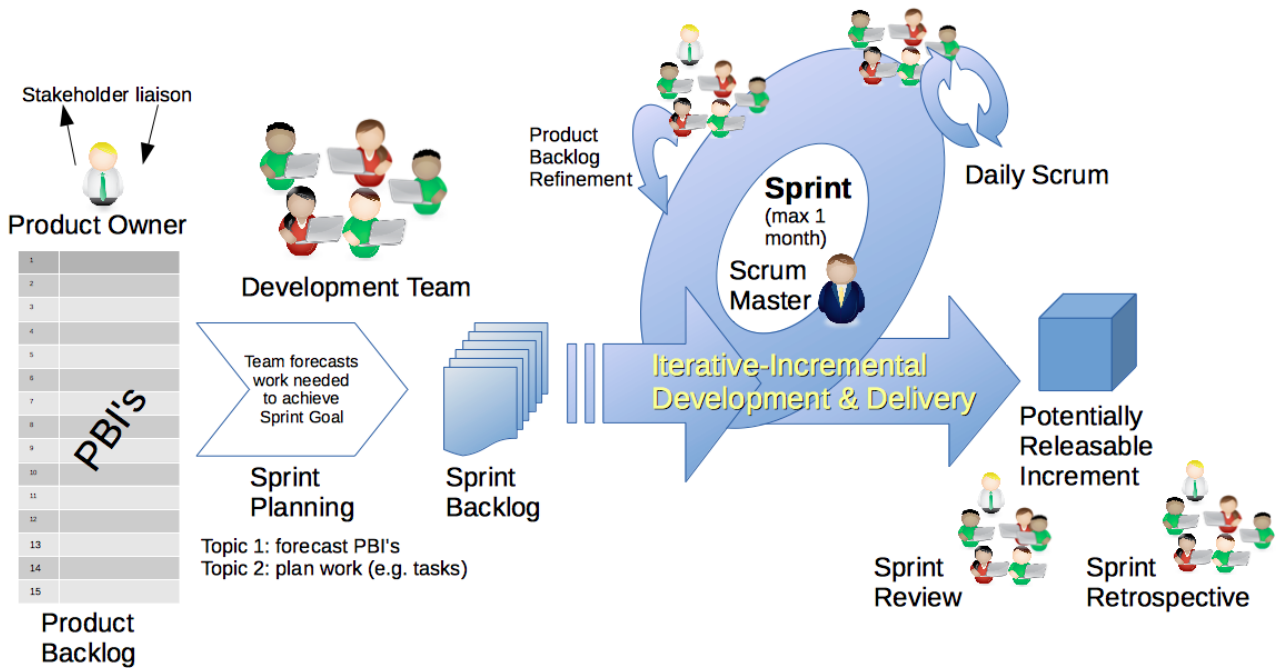 Stakeholder liaison
Product Owner
1
2
3
4
5
6
7
8
9
10
11
12
13
14
15
PBI's
Product
Backlog
Development Team
Team forecasts
work needed
to achieve
Sprint Goal
Sprint
Planning
Topic 1: forecast PBI's
Topic 2: plan work (e.g. tasks)
Sprint
Backlog
Product
Backlog
Refinement
Sprint
(max 1
month)
Scrum
Master
Daily Scrum
Iterative-Incremental
Development & Delivery
Potentially
Releasable
Increment
Sprint
Review
Sprint
Retrospective